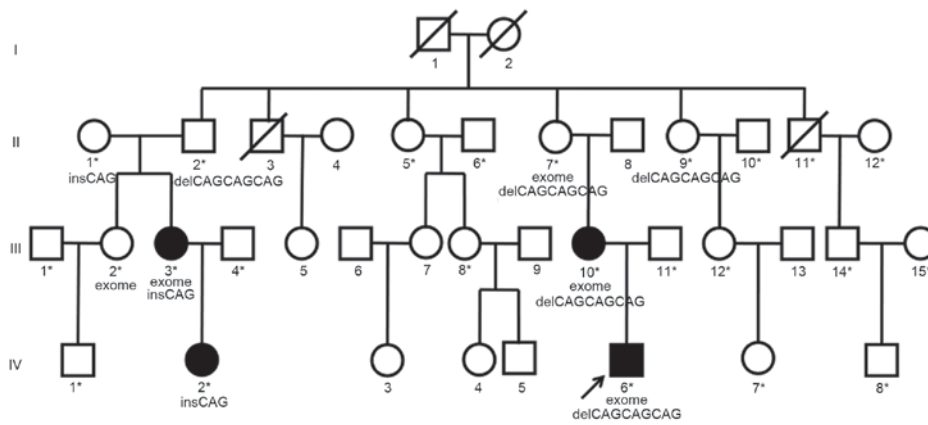 I
1 2
II
1* 2* 3 4 5* 6* 7* 8 9* 10* 11* 12*
insCAG delCAGCAGCAG exome delCAGCAGCAG
delCAGCAGCAG
III
1* 2* 3* 4* 5 6 7 8* 9 10* 11* 12* 13 14* 15*
exome exome exome
insCAG delCAGCAGCAG
IV
1* 2* 3 4 5 6* 7* 8*
insCAG exome
delCAGCAGCAG